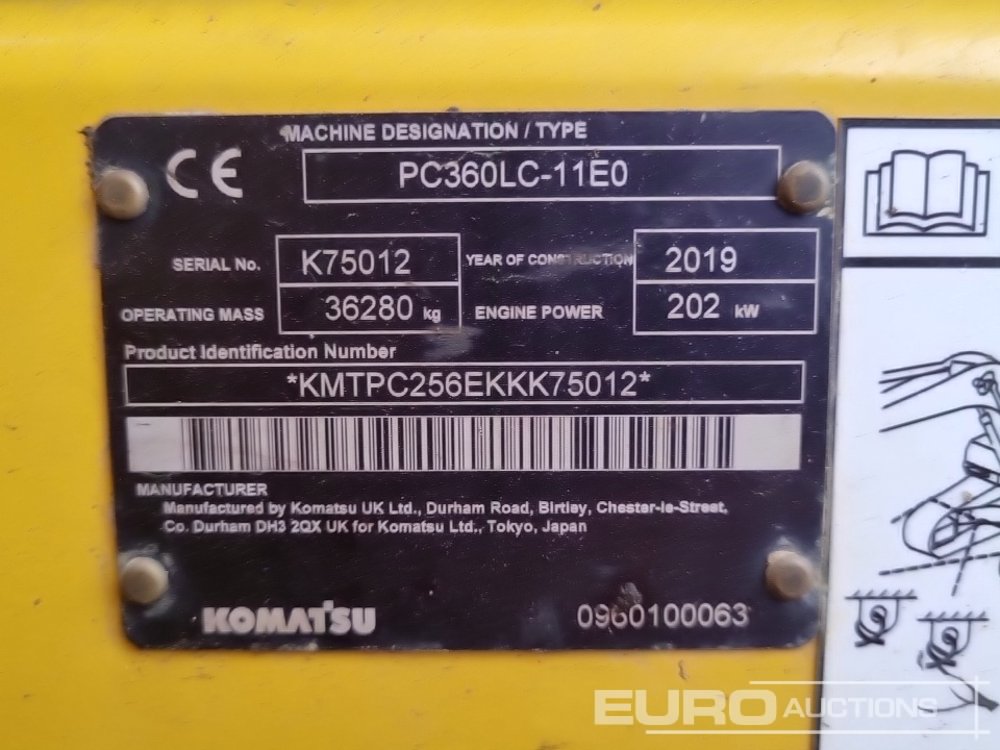 MACHINE DESIGNATION / TYPE
CE
PC360LC-11E0
SERIAL No. K75012 YEAR OF CONSTRUCTION 2019
OPERATING MASS 36280 kg ENGINE POWER 202 kW
Product Identification Number
*KMTPC256EKKK75012*
MANUFACTURER
Manufactured by Komatsu UK Ltd., Durham Road, Birtley, Chester-le-Street,
Co. Durham DH3 2QX UK for Komatsu Ltd., Tokyo, Japan
KOMATSU 0960100063
EURO AUCTIONS